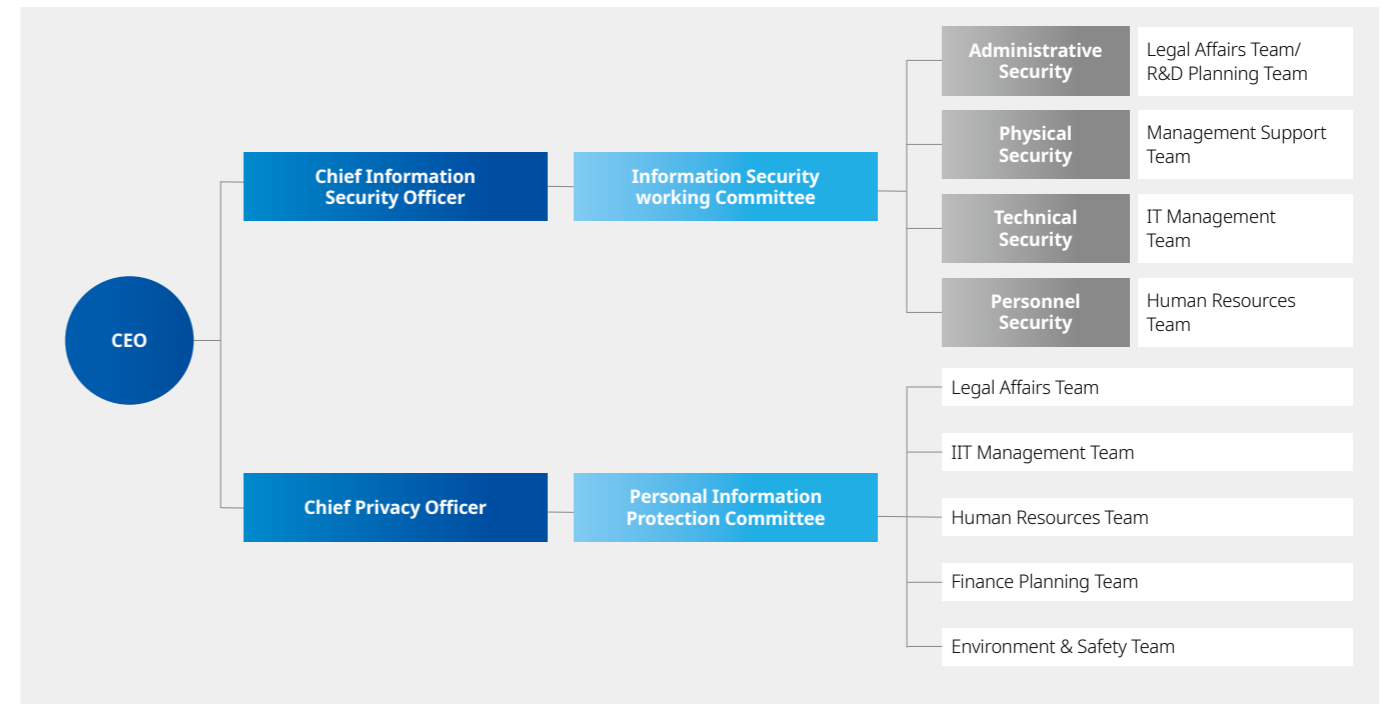 CEO
Chief Information
Security Officer
Information Security
working Committee
Administrative
Security
Legal Affairs Team/
R&D Planning Team
Physical
Security
Management Support
Team
Technical
Security
IT Management
Team
Personnel
Security
Human Resources
Team
Chief Privacy Officer
Personal Information
Protection Committee
Legal Affairs Team
IIT Management Team
Human Resources Team
Finance Planning Team
Environment & Safety Team